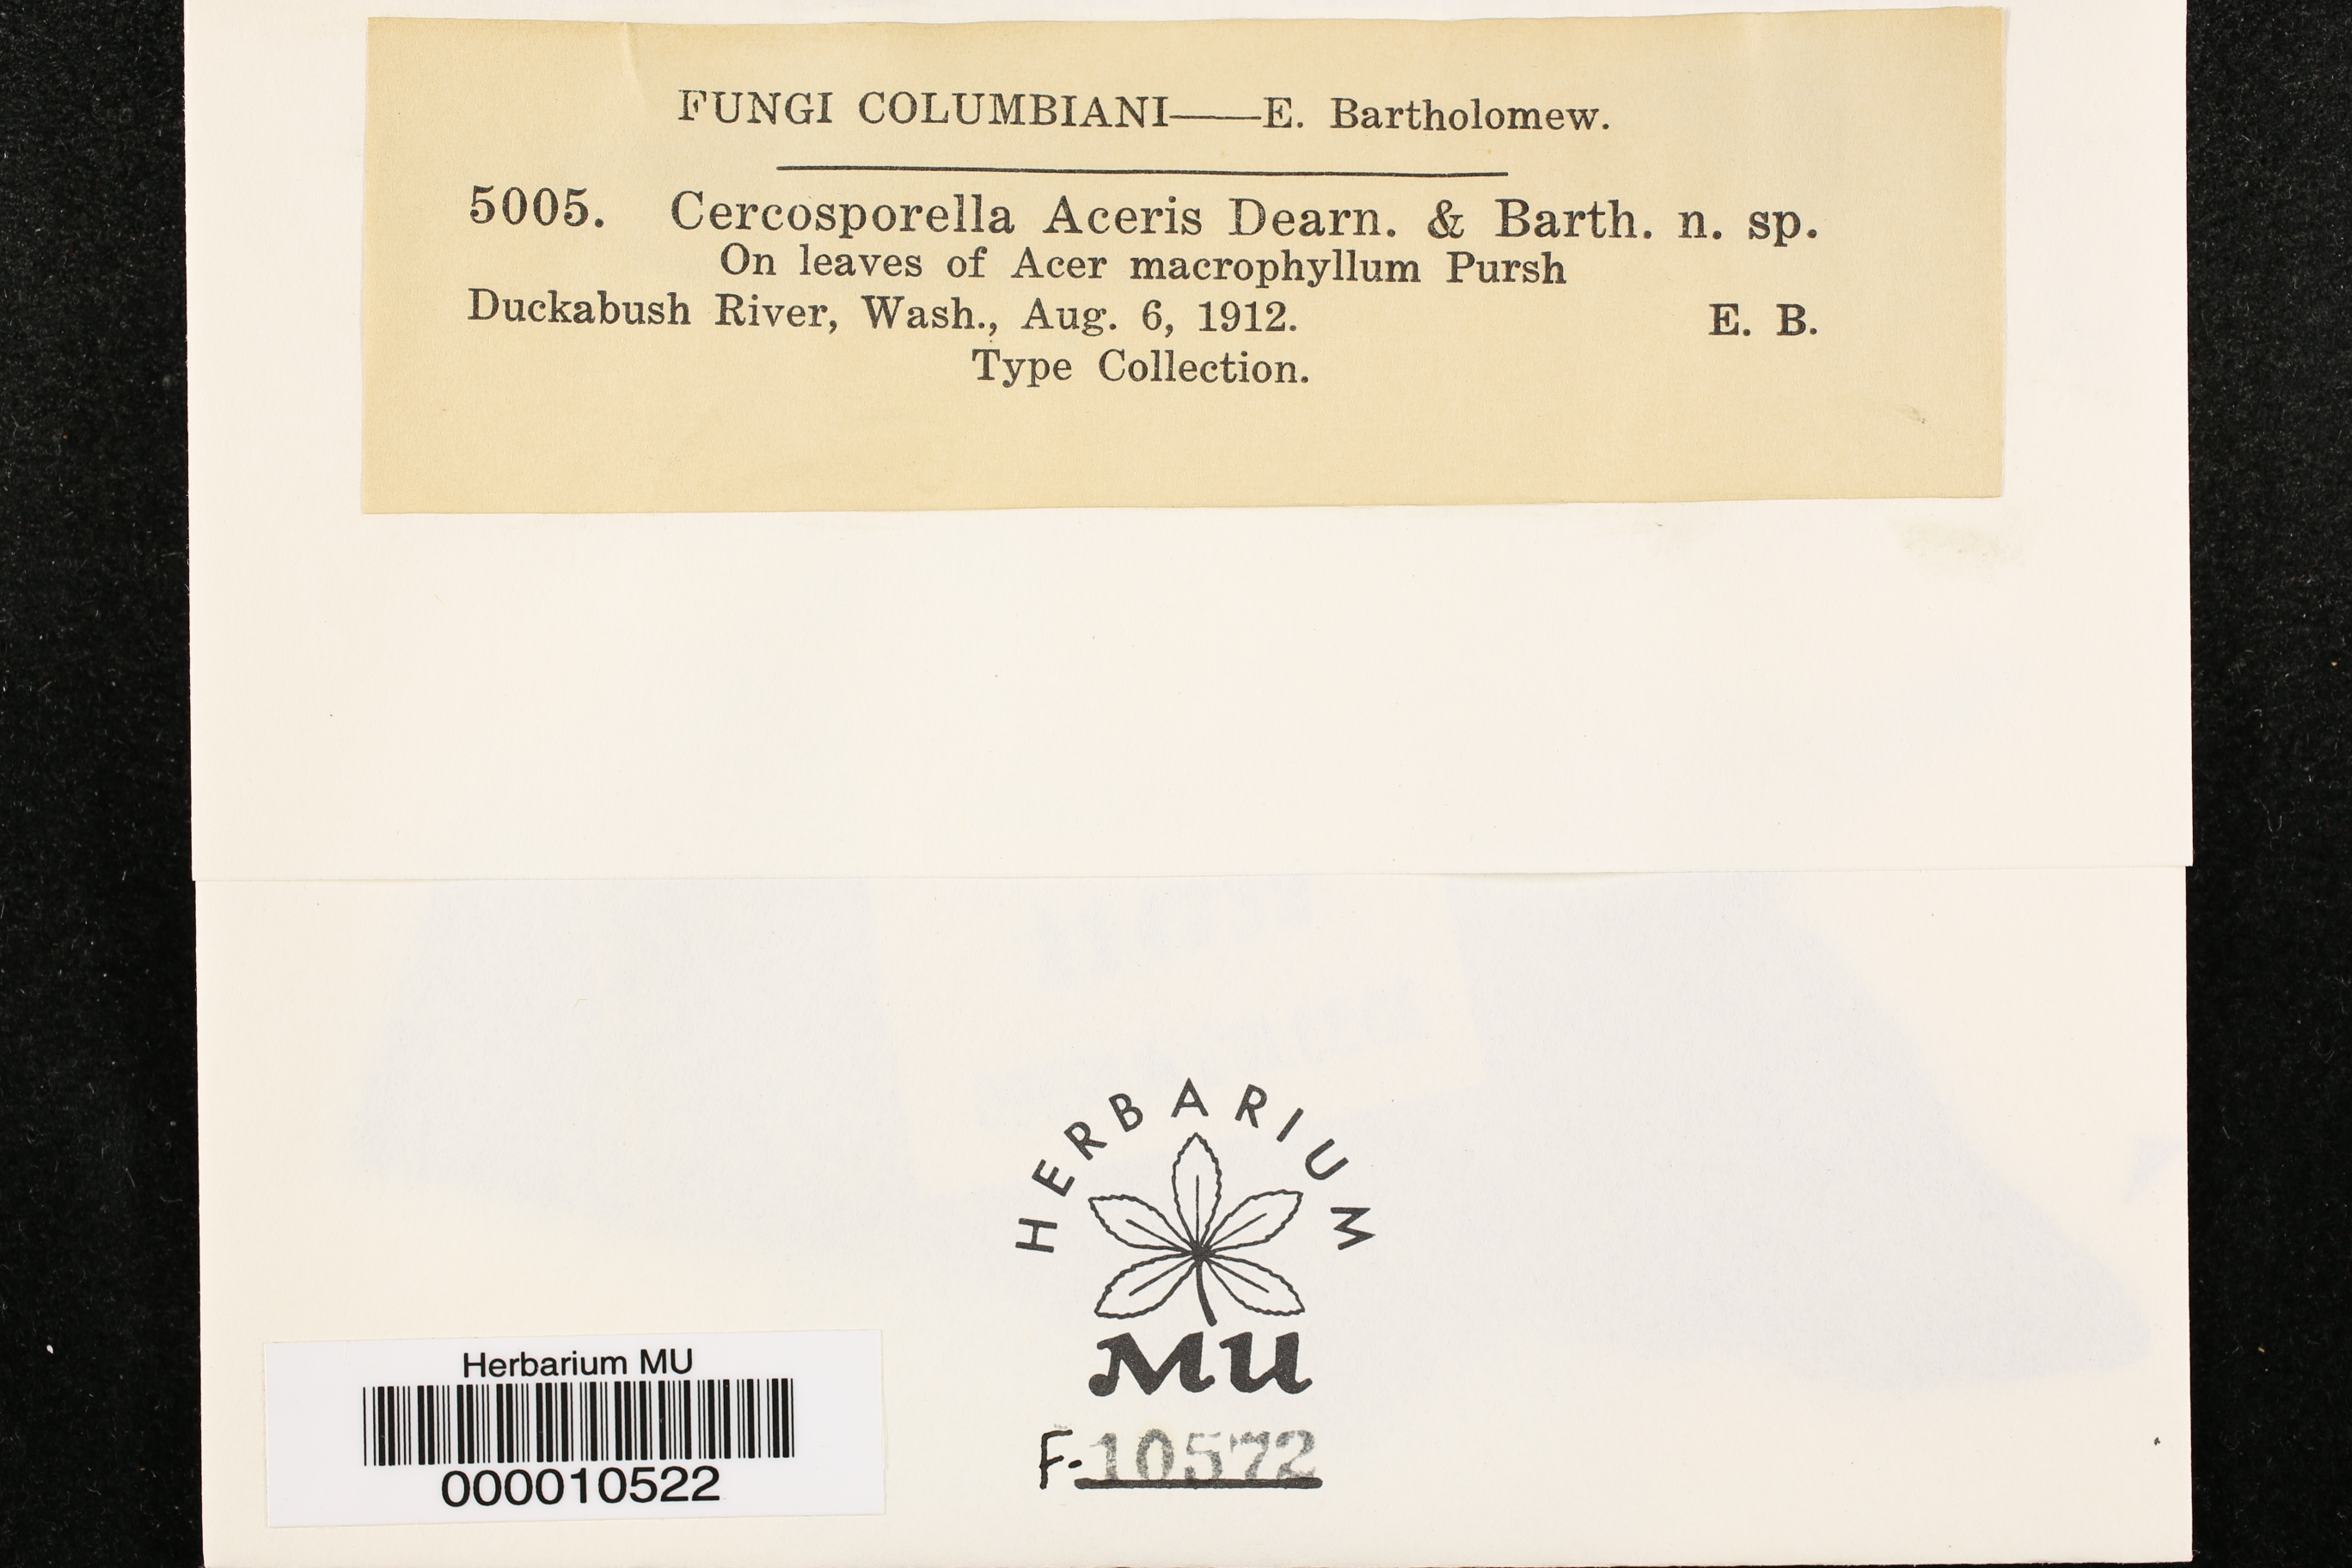 FUNGI COLUMBIANI——E. Bartholomew.
5005. Cercosporella Aceris Dearn. & Barth. n. sp.
On leaves of Acer macrophyllum Pursh
Duckabush River, Wash., Aug. 6, 1912. E. B.
Type Collection.
HERBARIUM
MU
F-10572
Herbarium MU
000010522